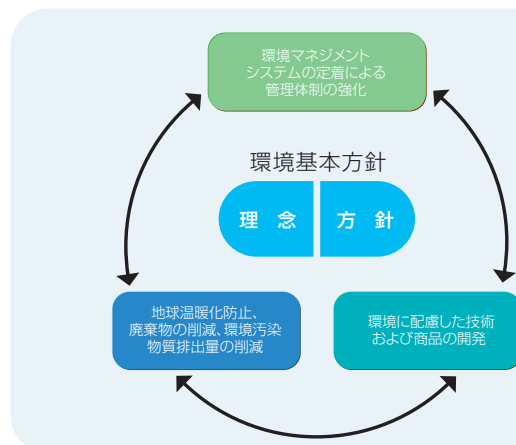 環境マネジメント
システムの定着による
管理体制の強化
環境基本方針
理 念 方 針
地球温暖化防止、
廃棄物の削減、環境汚染
物質排出量の削減
環境に配慮した技術
および商品の開発